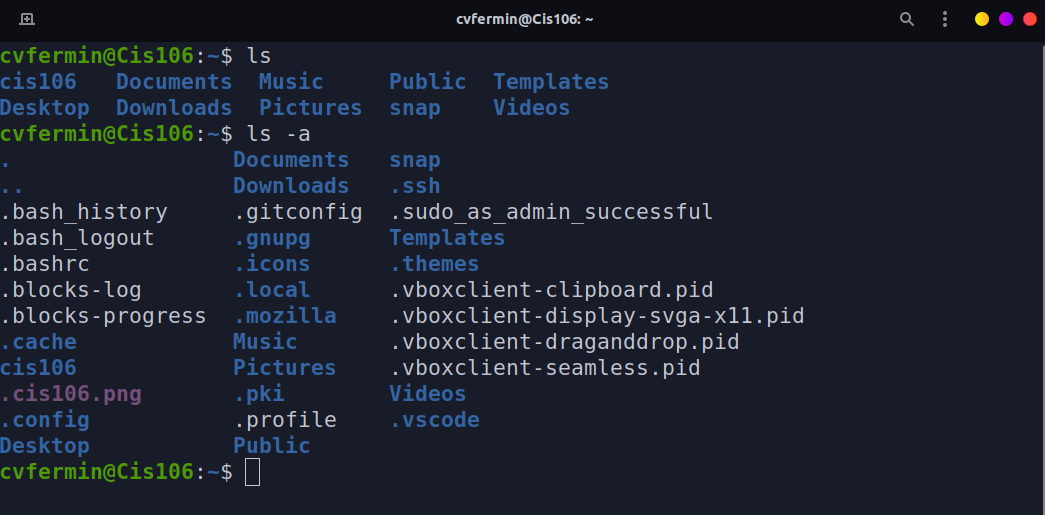 cvfermin@Cis106: ~
cvfermin@Cis106:~$ ls
cis106   Documents  Music     Public  Templates
Desktop  Downloads  Pictures  snap    Videos
cvfermin@Cis106:~$ ls -a
.                 Documents   snap
..                Downloads   .ssh
.bash_history     .gitconfig  .sudo_as_admin_successful
.bash_logout      .gnupg      Templates
.bashrc           .icons      .themes
.blocks-log       .local      .vboxclient-clipboard.pid
.blocks-progress  .mozilla    .vboxclient-display-svga-x11.pid
.cache            Music       .vboxclient-draganddrop.pid
cis106            Pictures    .vboxclient-seamless.pid
.cis106.png       .pki        Videos
.config           .profile    .vscode
Desktop           Public
cvfermin@Cis106:~$